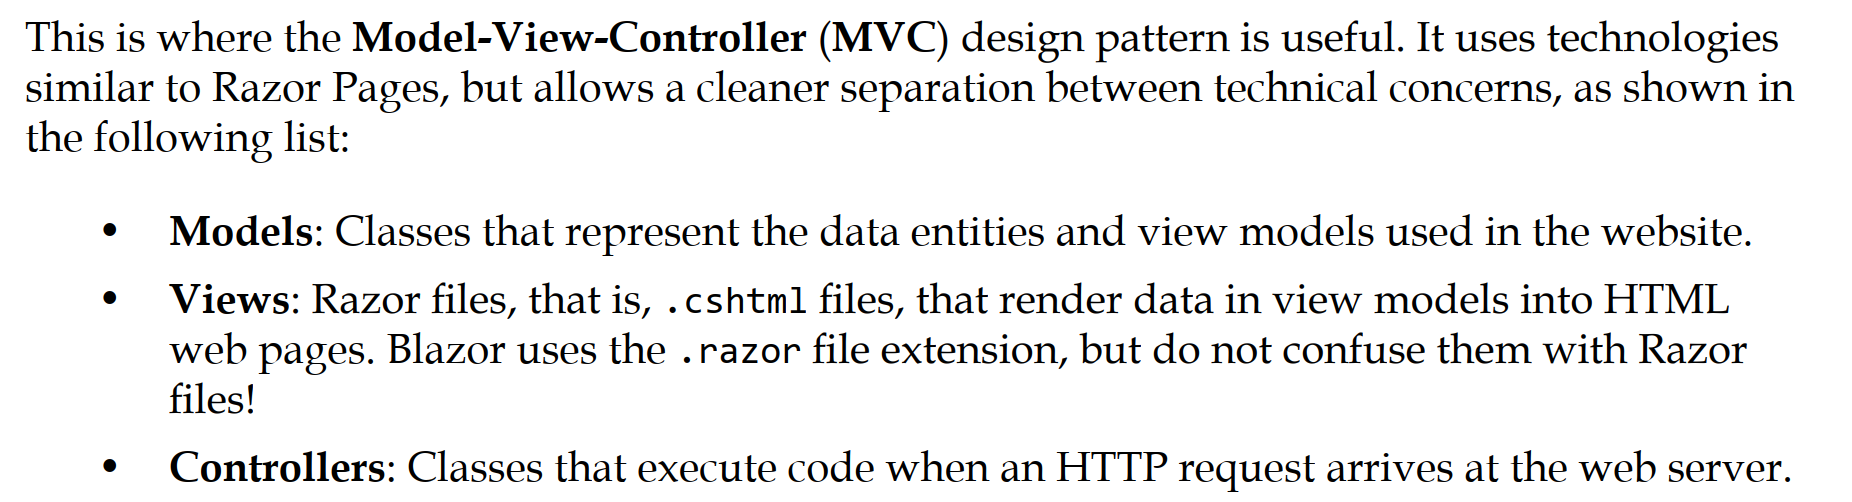 This is where the Model-View-Controller (MVC) design pattern is useful. It uses technologies
similar to Razor Pages, but allows a cleaner separation between technical concerns, as shown in
the following list:
• Models: Classes that represent the data entities and view models used in the website.
• Views: Razor files, that is, .cshtml files, that render data in view models into HTML
web pages. Blazor uses the .razor file extension, but do not confuse them with Razor
files!
• Controllers: Classes that execute code when an HTTP request arrives at the web server.